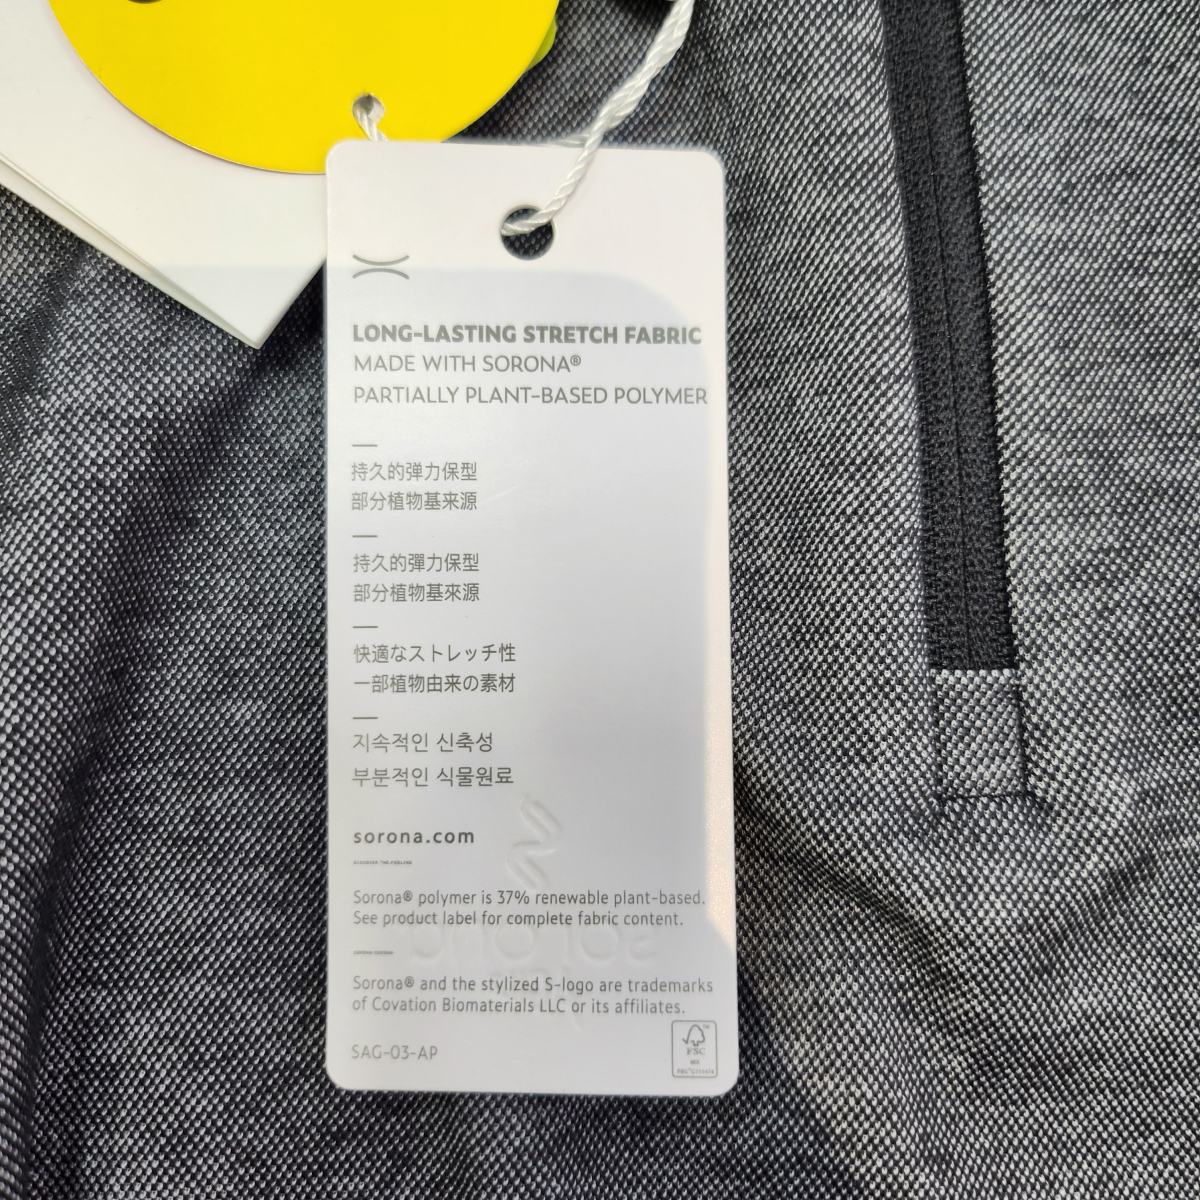 LONG-LASTING STRETCH FABRIC
MADE WITH SORONA®
PARTIALLY PLANT-BASED POLYMER
持久的弹力保型
部分植物基来源
持久的彈力保型
部分植物基來源
快適なストレッチ性
一部植物由来の素材
지속적인 신축성
부분적인 식물원료
sorona.com
Sorona® polymer is 37% renewable plant-based.
See product label for complete fabric content.
Sorona® and the stylized S-logo are trademarks
of Covation Biomaterials LLC or its affiliates.
SAG-03-AP
FSC
MIX